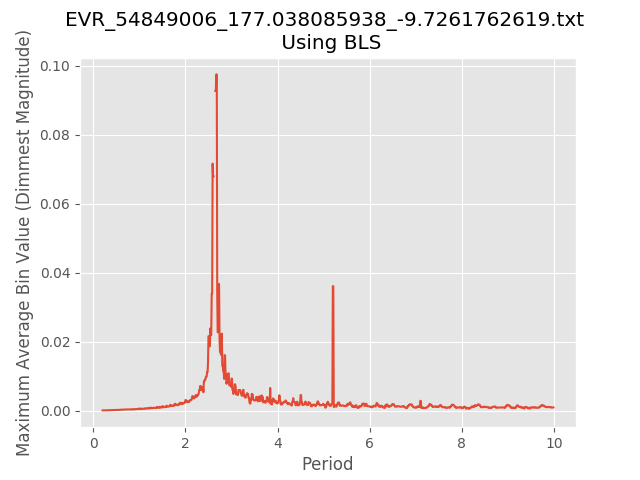 EVR_54849006_177.038085938_-9.7261762619.txt
Using BLS
Maximum Average Bin Value (Dimmest Magnitude)
0.10
0.08
0.06
0.04
0.02
0.00
0 2 4 6 8 10
Period